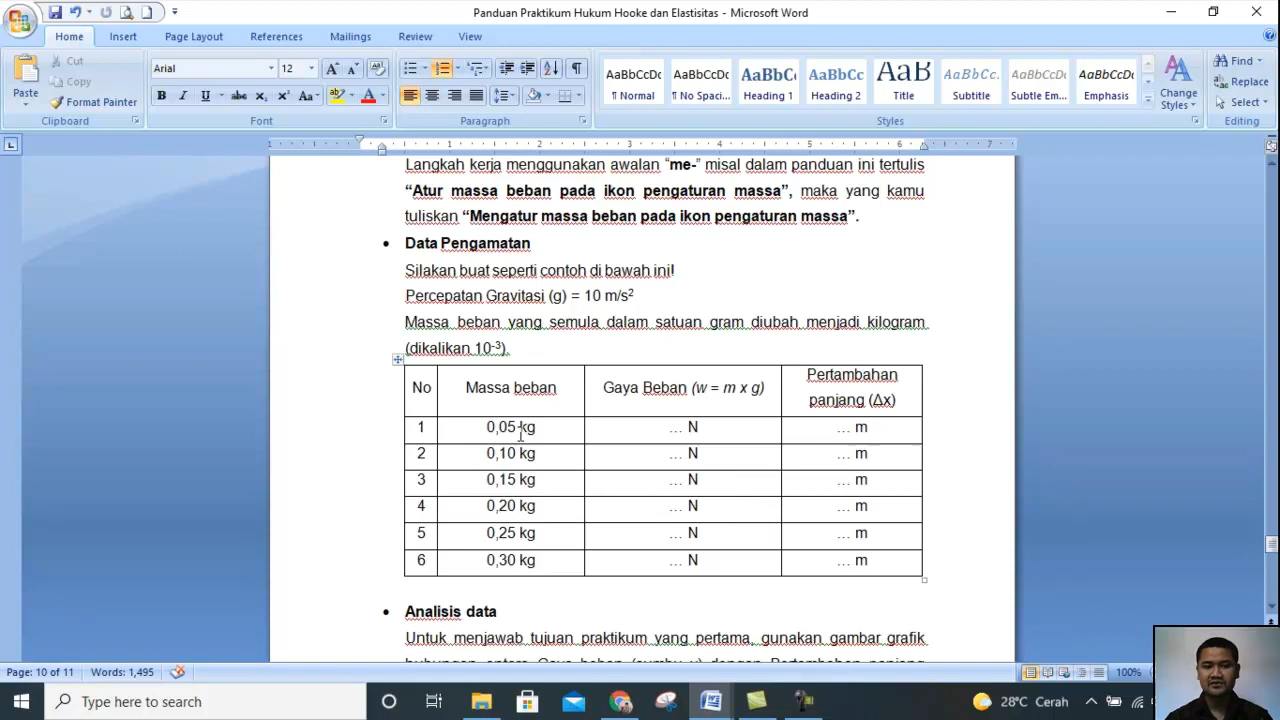 Panduan Praktikum Hukum Hooke dan Elastisitas - Microsoft Word
Home Insert Page Layout References Mailings Review View
Paste
Cut
Copy
Format Painter
Clipboard
Arial 12
Font
Paragraph
AaBbCcDc AaBbCcDc AaBbCc AaBbCc AaBb AaBbCcL AaBbCcDc AaBbCcDc
¶ Normal ¶ No Spaci... Heading 1 Heading 2 Title Subtitle Subtle Em... Emphasis
Change Styles
Styles
Find
Replace
Select
Editing
Langkah kerja menggunakan awalan “me-” misal dalam panduan ini tertulis
“Atur massa beban pada ikon pengaturan massa”, maka yang kamu
tuliskan “Mengatur massa beban pada ikon pengaturan massa”.
• Data Pengamatan
Silakan buat seperti contoh di bawah ini!
Percepatan Gravitasi (g) = 10 m/s²
Massa beban yang semula dalam satuan gram diubah menjadi kilogram
(dikalikan 10⁻³).
No Massa beban Gaya Beban (w = m x g) Pertambahan panjang (Δx)
1 0,05 kg ... N ... m
2 0,10 kg ... N ... m
3 0,15 kg ... N ... m
4 0,20 kg ... N ... m
5 0,25 kg ... N ... m
6 0,30 kg ... N ... m
• Analisis data
Untuk menjawab tujuan praktikum yang pertama, gunakan gambar grafik
Page: 10 of 11 Words: 1,495 100%
Type here to search
28°C Cerah